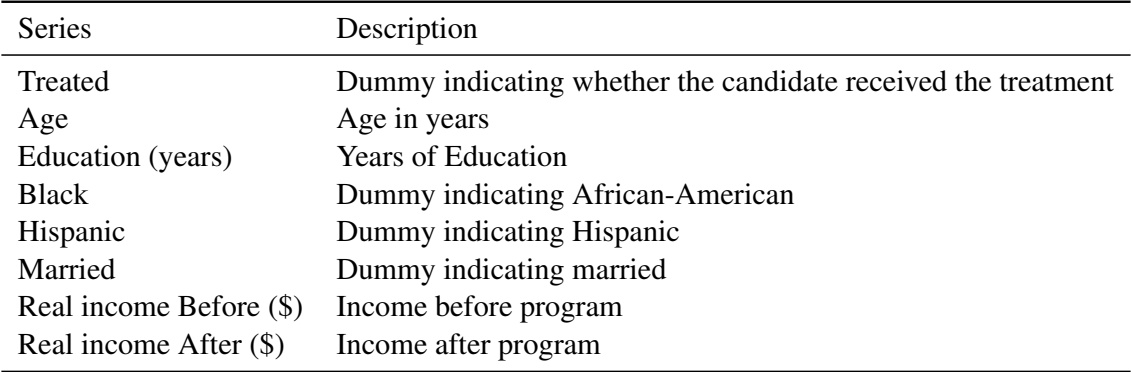 Series Description
Treated Dummy indicating whether the candidate received the treatment
Age Age in years
Education (years) Years of Education
Black Dummy indicating African-American
Hispanic Dummy indicating Hispanic
Married Dummy indicating married
Real income Before ($) Income before program
Real income After ($) Income after program